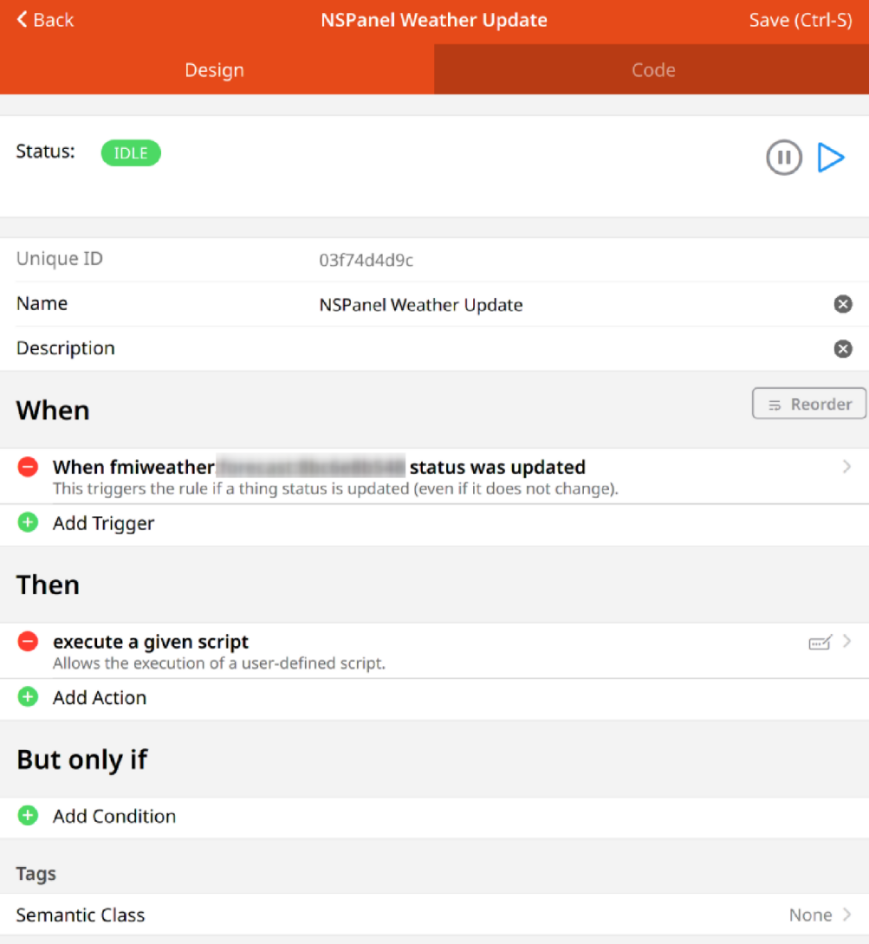 Back
NSPanel Weather Update
Save (Ctrl-S)
Design
Code
Status:
IDLE
Unique ID
03f74d4d9c
Name
NSPanel Weather Update
Description
When
Reorder
When fmiweather status was updated
This triggers the rule if a thing status is updated (even if it does not change).
Add Trigger
Then
execute a given script
Allows the execution of a user-defined script.
Add Action
But only if
Add Condition
Tags
Semantic Class
None